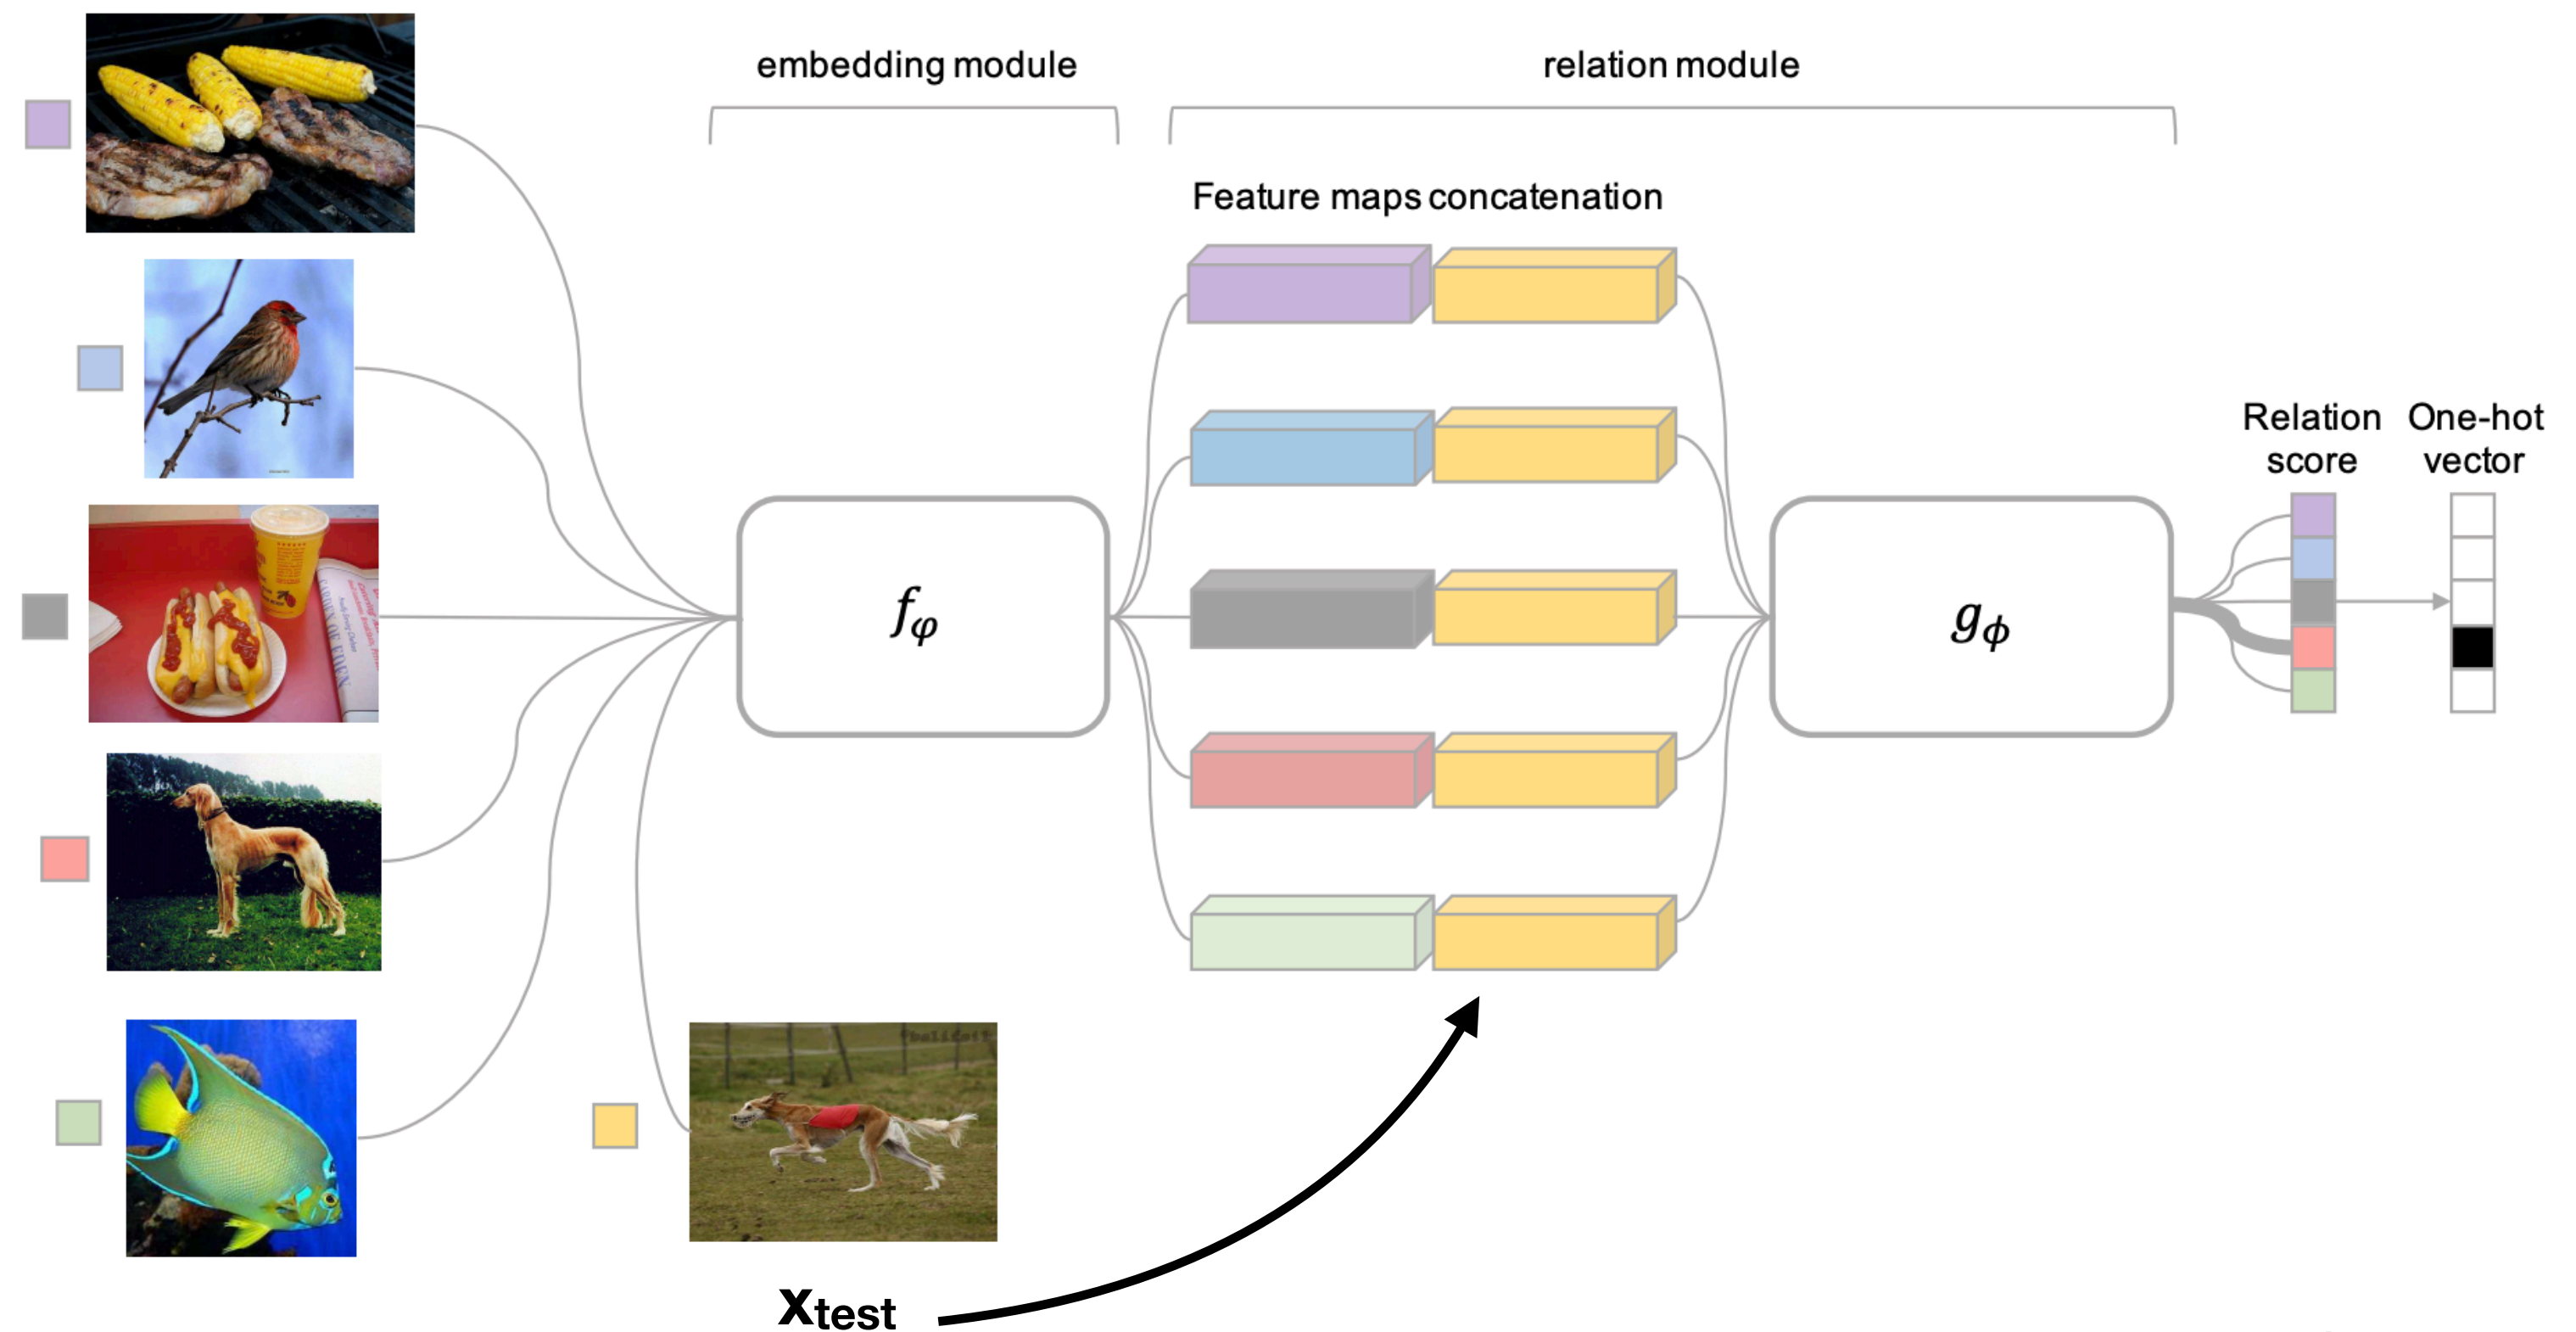 embedding module
relation module
Feature maps concatenation
Relation
score
One-hot
vector
fφ
gϕ
xtest